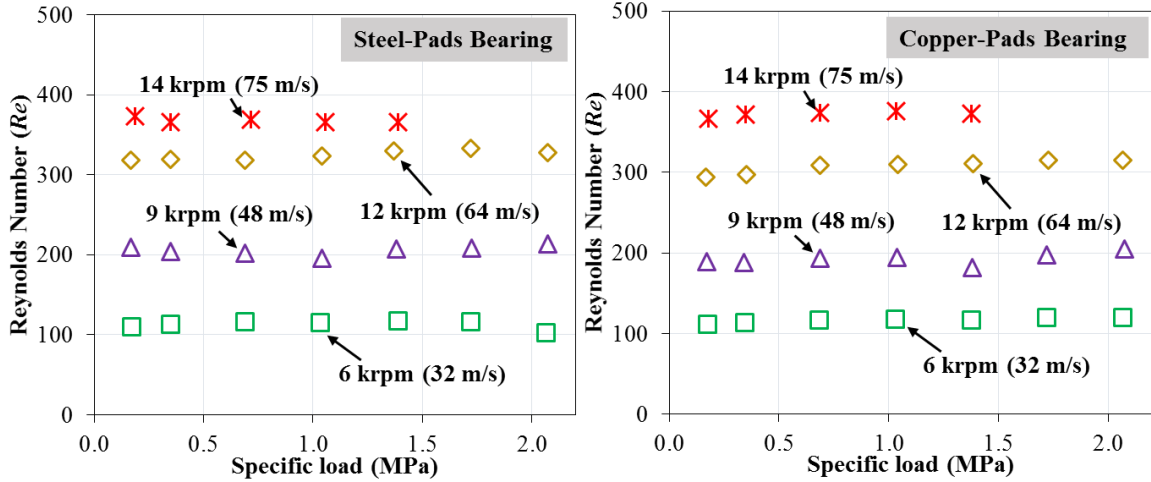 Steel-Pads Bearing
Reynolds Number (Re)
500
400
300
200
100
0
14 krpm (75 m/s)
12 krpm (64 m/s)
9 krpm (48 m/s)
6 krpm (32 m/s)
0.0 0.5 1.0 1.5 2.0
Specific load (MPa)
Copper-Pads Bearing
Reynolds Number (Re)
500
400
300
200
100
0
14 krpm (75 m/s)
12 krpm (64 m/s)
9 krpm (48 m/s)
6 krpm (32 m/s)
0.0 0.5 1.0 1.5 2.0
Specific load (MPa)